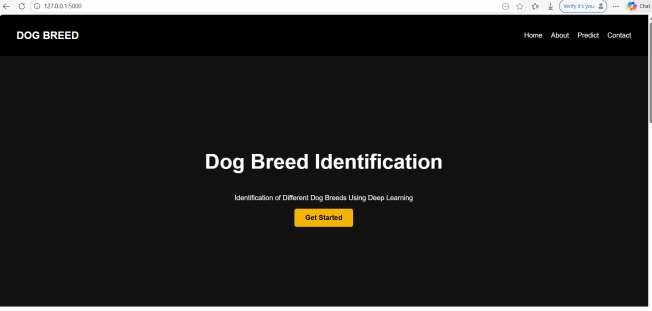 127.0.0.1:5000
Verify it's you
Chat
DOG BREED
Home About Predict Contact
Dog Breed Identification
Identification of Different Dog Breeds Using Deep Learning
Get Started